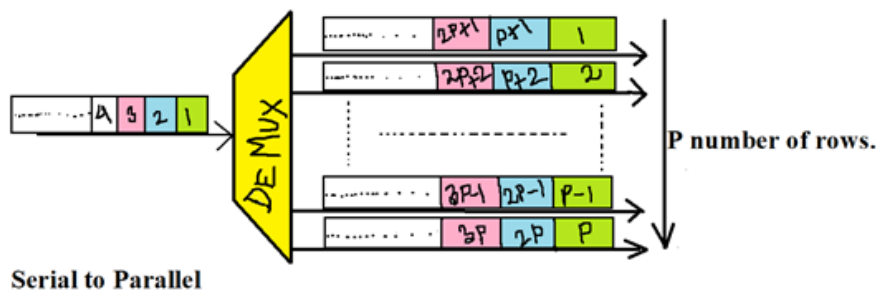 2P+1 P+1 1
2P+2 P+2 2
4 3 2 1
DEMUX
P number of rows.
3P-1 2P-1 P-1
3P 2P P
Serial to Parallel